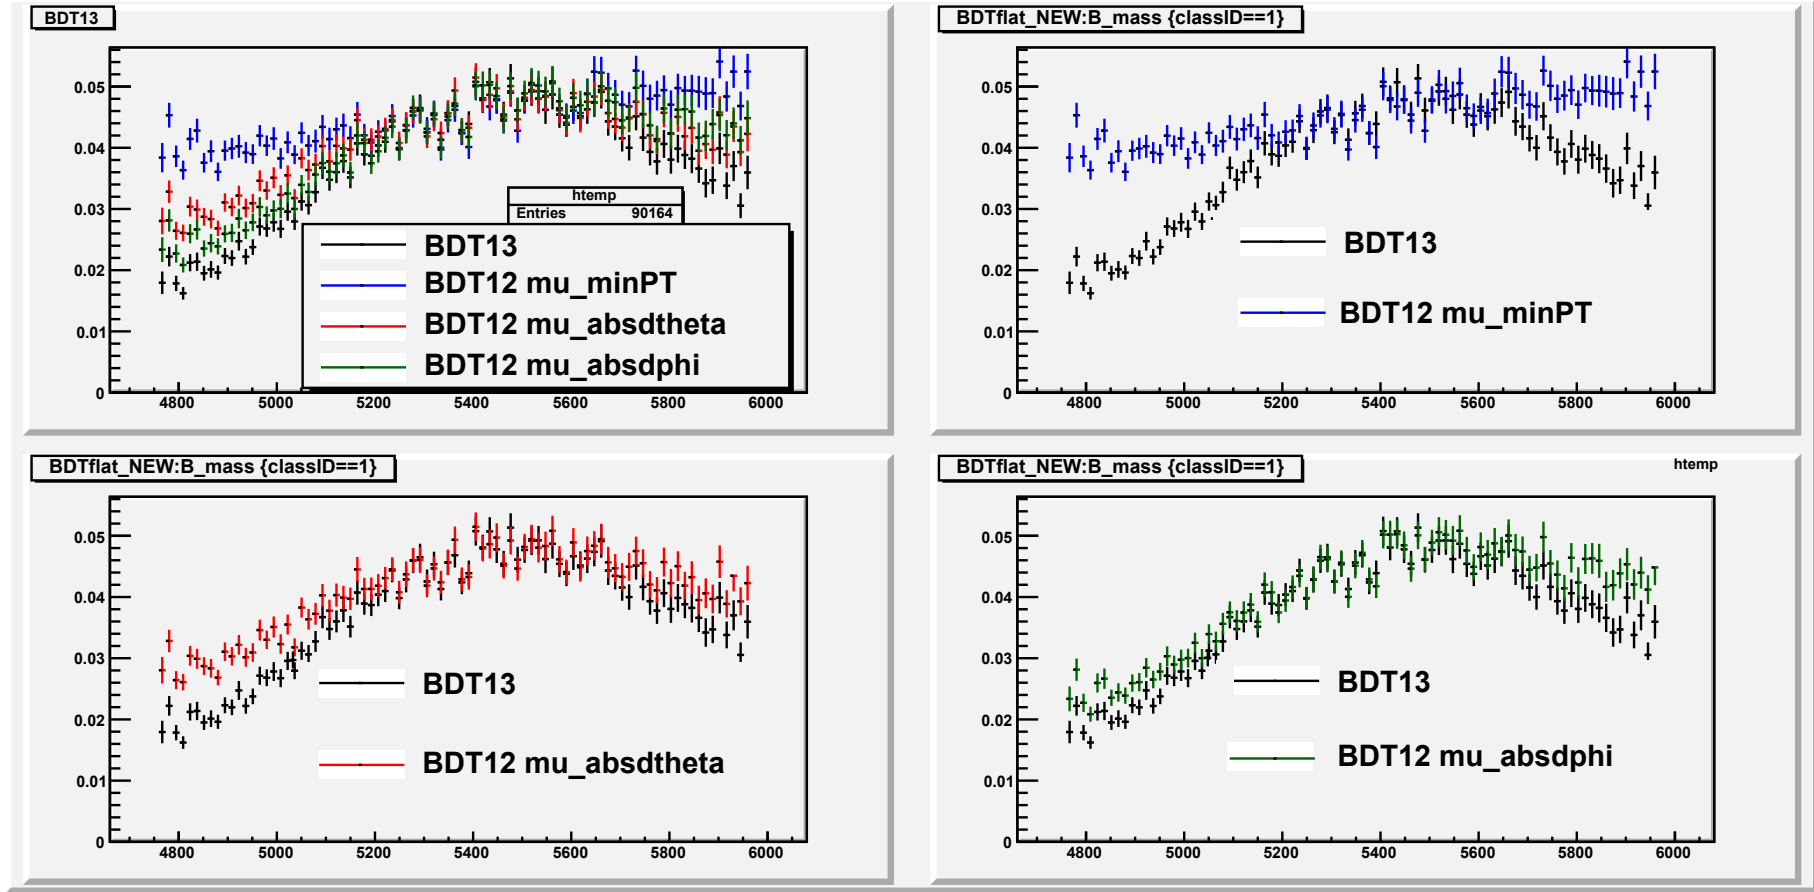 BDT13
0.05
0.04
0.03
0.02
0.01
0
4800 5000 5200 5400 5600 5800 6000
htemp
Entries 90164
BDT13
BDT12 mu_minPT
BDT12 mu_absdtheta
BDT12 mu_absdphi
BDTflat_NEW:B_mass {classID==1}
0.05
0.04
0.03
0.02
0.01
0
4800 5000 5200 5400 5600 5800 6000
BDT13
BDT12 mu_minPT
BDTflat_NEW:B_mass {classID==1}
0.05
0.04
0.03
0.02
0.01
0
4800 5000 5200 5400 5600 5800 6000
BDT13
BDT12 mu_absdtheta
BDTflat_NEW:B_mass {classID==1}
htemp
0.05
0.04
0.03
0.02
0.01
0
4800 5000 5200 5400 5600 5800 6000
BDT13
BDT12 mu_absdphi